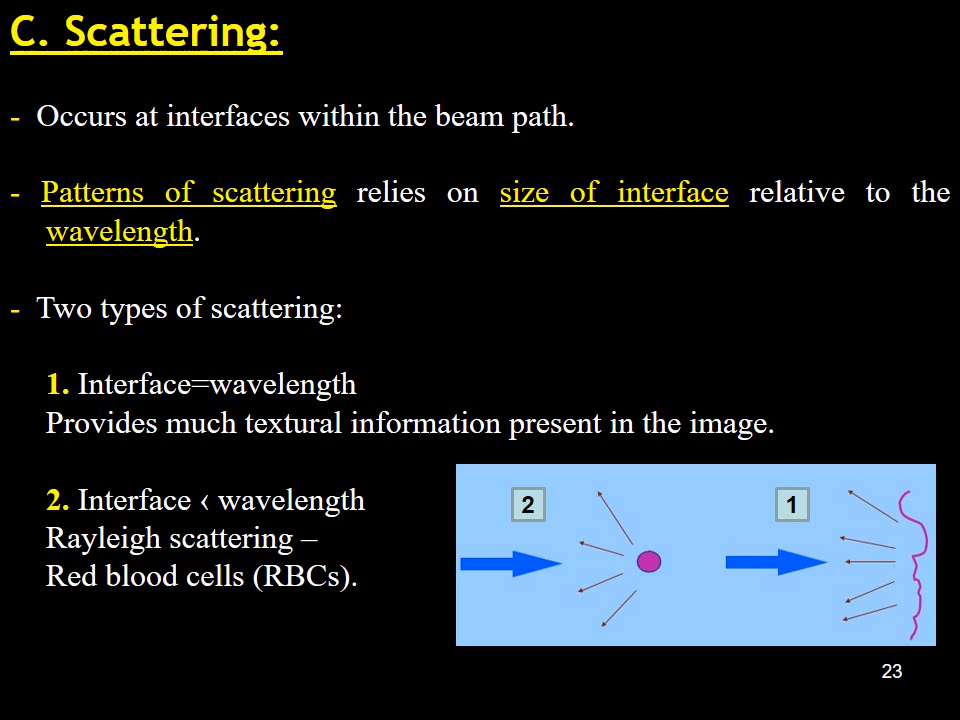 C. Scattering:
- Occurs at interfaces within the beam path.
- Patterns of scattering relies on size of interface relative to the
wavelength.
- Two types of scattering:
1. Interface=wavelength
Provides much textural information present in the image.
2. Interface ‹ wavelength
Rayleigh scattering –
Red blood cells (RBCs).
2
1
23